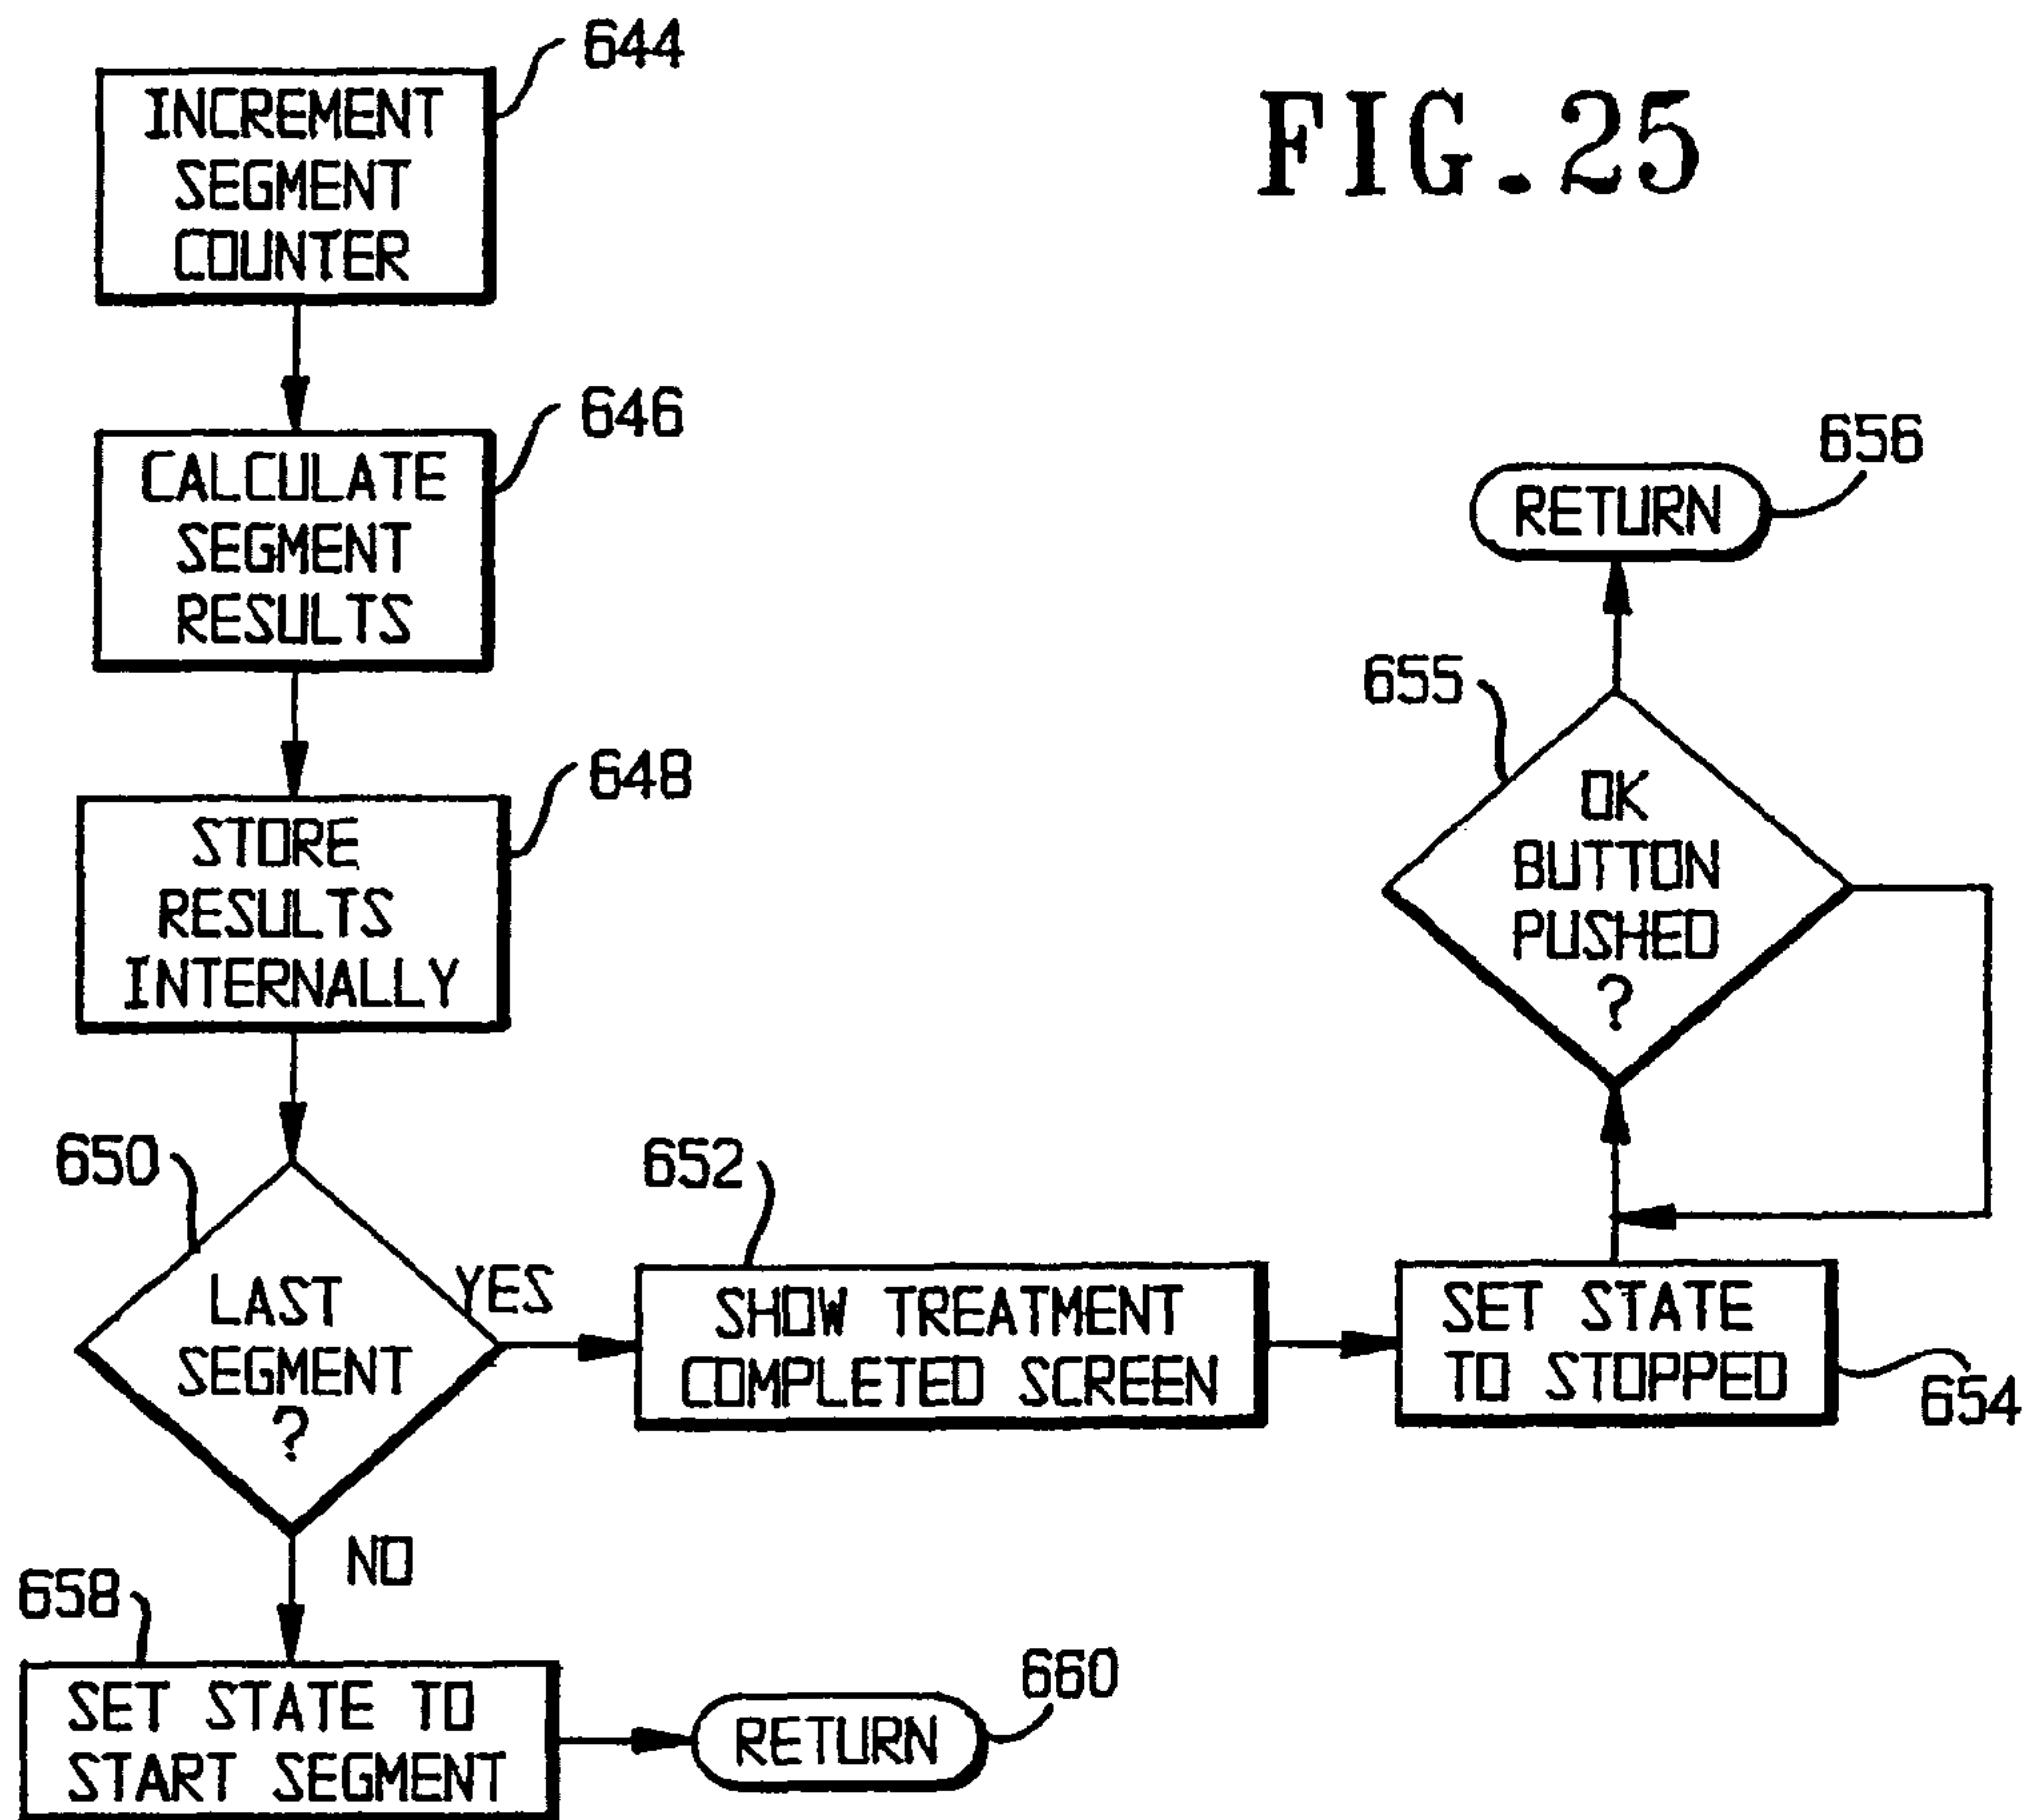 644
FIG.25
INCREMENT
SEGMENT
COUNTER
646
CALCULATE
SEGMENT
RESULTS
656
RETURN
648
STORE
RESULTS
INTERNALLY
655
OK
BUTTON
PUSHED
?
650
LAST
SEGMENT
?
YES
NO
652
SHOW TREATMENT
COMPLETED SCREEN
SET STATE
TO STOPPED
654
658
SET STATE TO
START SEGMENT
660
RETURN